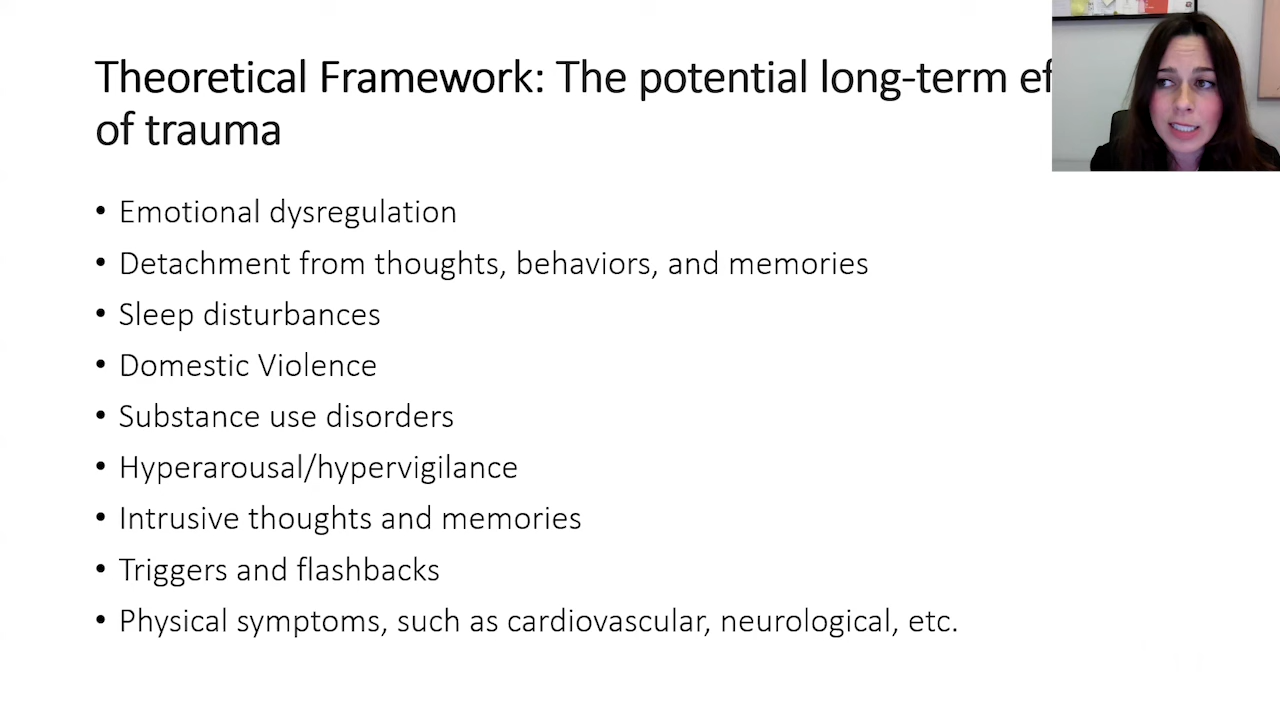 Theoretical Framework: The potential long-term
of trauma
• Emotional dysregulation
• Detachment from thoughts, behaviors, and memories
• Sleep disturbances
• Domestic Violence
• Substance use disorders
• Hyperarousal/hypervigilance
• Intrusive thoughts and memories
• Triggers and flashbacks
• Physical symptoms, such as cardiovascular, neurological, etc.